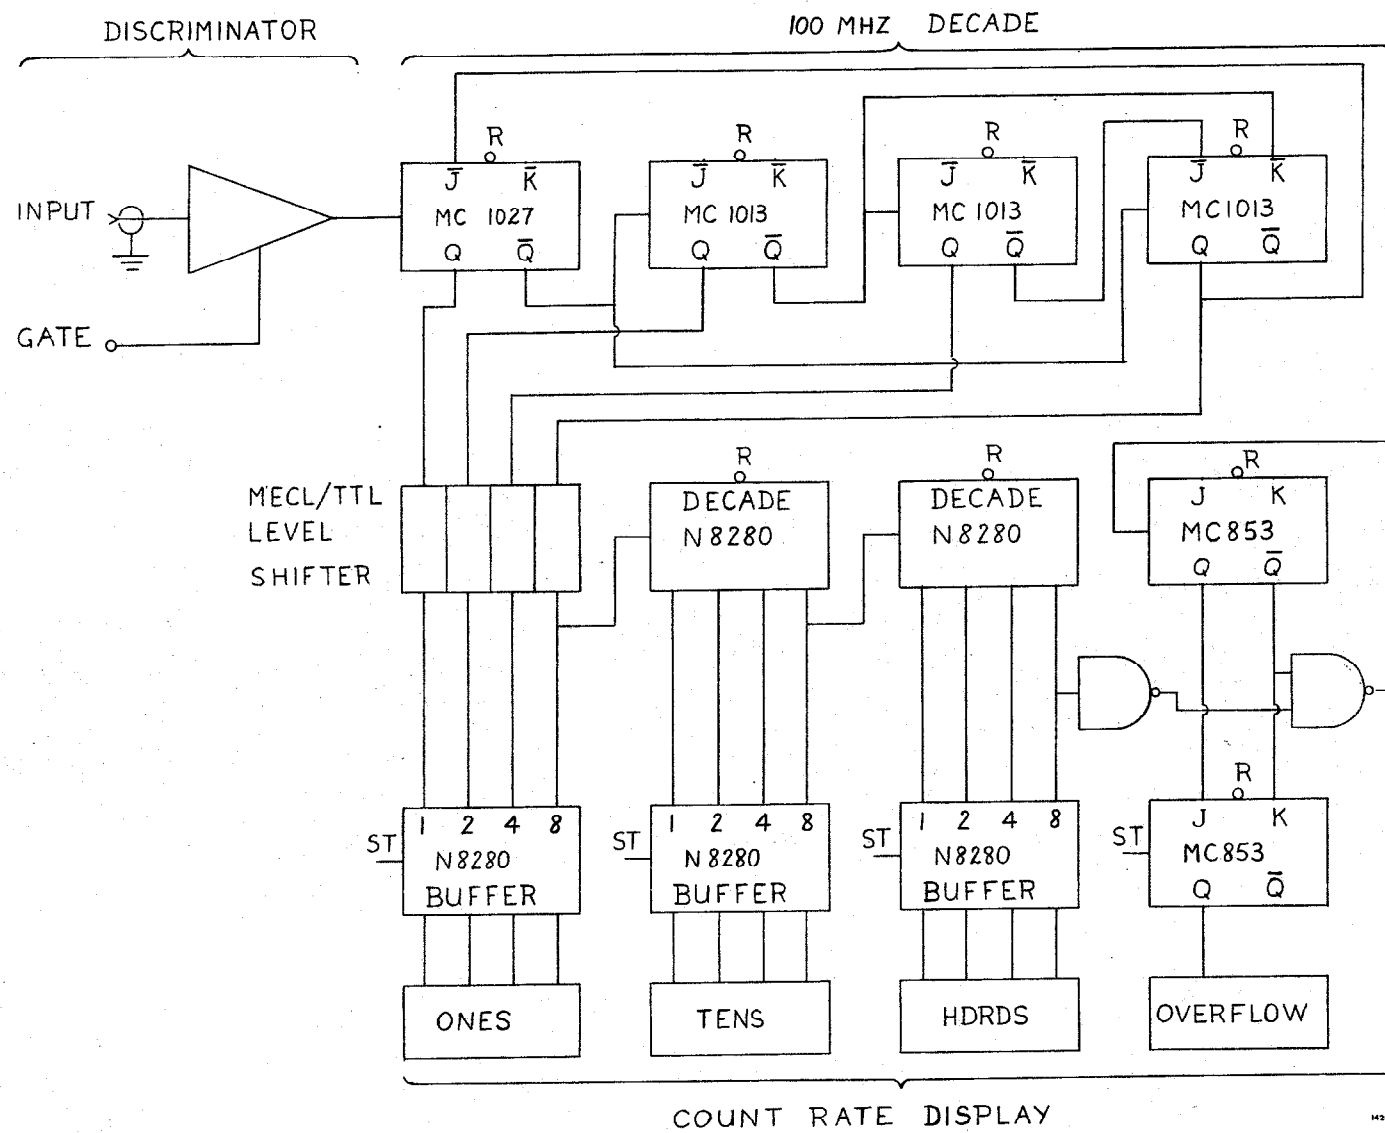 DISCRIMINATOR
100 MHZ DECADE
R
R
R
R
J̅ K̅
J̅ K̅
J̅ K̅
J̅ K̅
INPUT
MC 1027
MC 1013
MC 1013
MC1013
Q Q̅
Q Q̅
Q Q̅
Q Q̅
GATE
MECL/TTL
LEVEL
SHIFTER
R
DECADE
N8280
R
DECADE
N8280
R
J K
MC853
Q Q̅
ST
1 2 4 8
N8280
BUFFER
ST
1 2 4 8
N8280
BUFFER
ST
1 2 4 8
N8280
BUFFER
R
ST
J K
MC853
Q Q̅
ONES
TENS
HDRDS
OVERFLOW
COUNT RATE DISPLAY